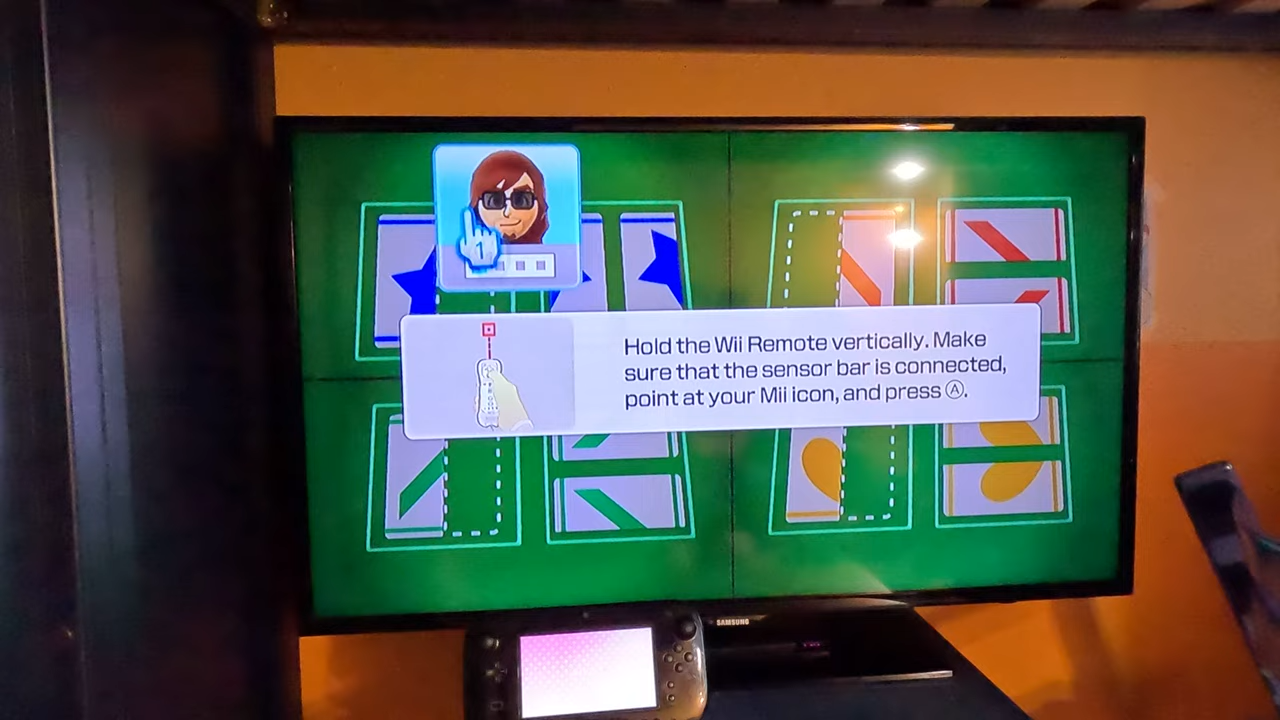 1
Hold the Wii Remote vertically. Make
sure that the sensor bar is connected,
point at your Mii icon, and press Ⓐ.
SAMSUNG